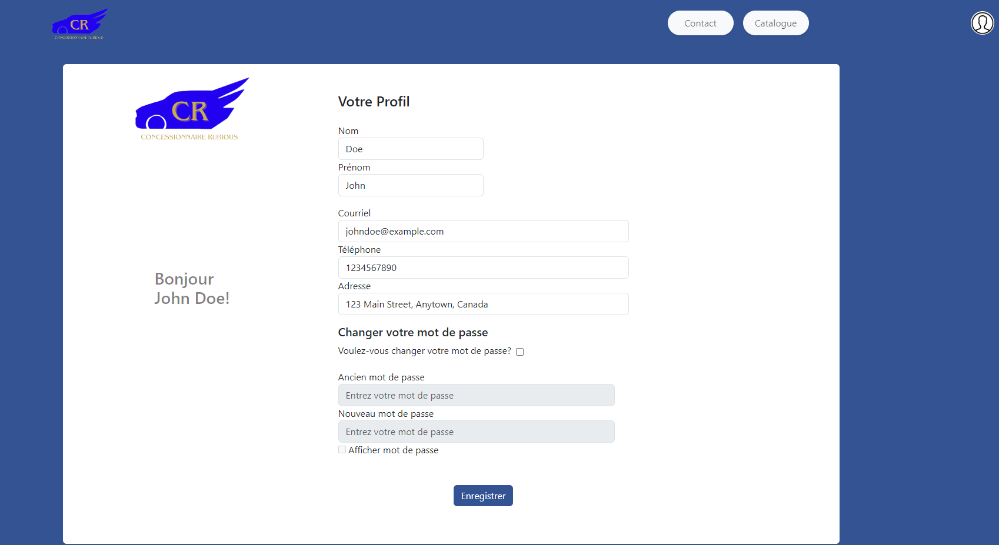 CR
CONCESSIONNAIRE RUBIOUS
Contact
Catalogue
CR
CONCESSIONNAIRE RUBIOUS
Bonjour
John Doe!
Votre Profil
Nom
Doe
Prénom
John
Courriel
johndoe@example.com
Téléphone
1234567890
Adresse
123 Main Street, Anytown, Canada
Changer votre mot de passe
Voulez-vous changer votre mot de passe?
Ancien mot de passe
Entrez votre mot de passe
Nouveau mot de passe
Entrez votre mot de passe
Afficher mot de passe
Enregistrer